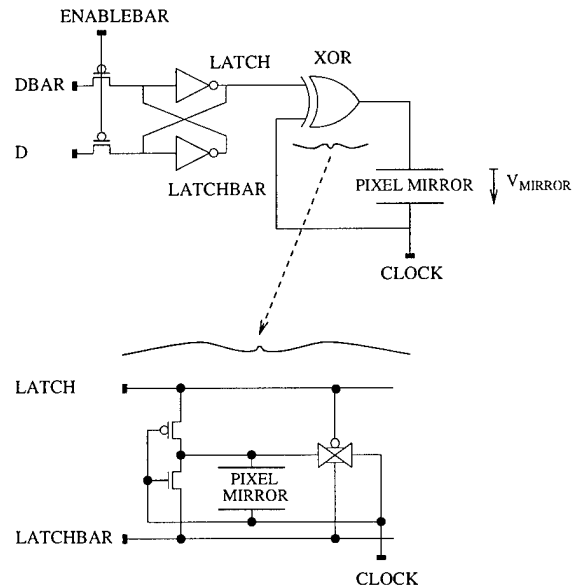 ENABLEBAR
LATCH
XOR
DBAR
D
LATCHBAR
PIXEL MIRROR
VMIRROR
CLOCK
LATCH
PIXEL
MIRROR
LATCHBAR
CLOCK